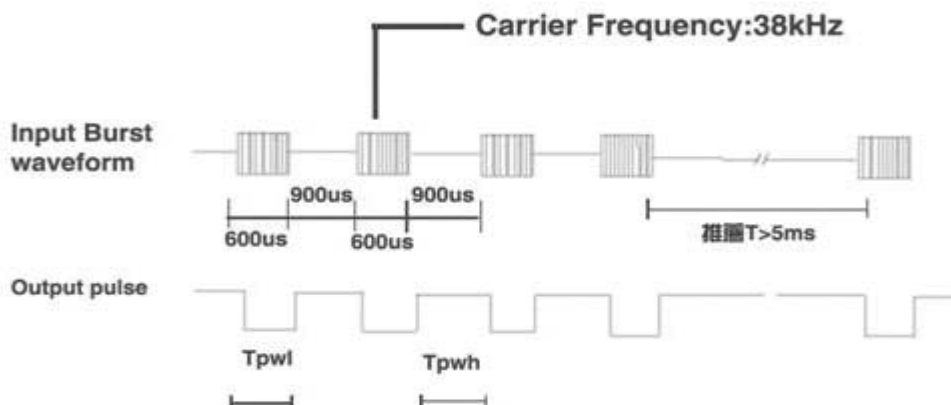 Carrier Frequency:38kHz
Input Burst
waveform
900us 900us
600us 600us
T>5ms
Output pulse
Tpwl Tpwh